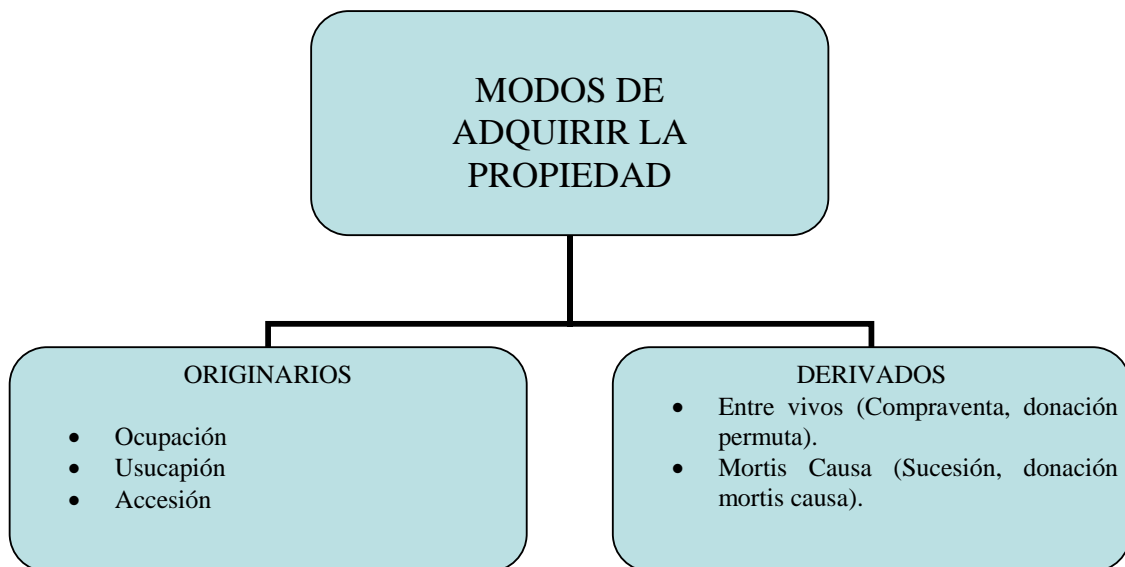 MODOS DE
ADQUIRIR LA
PROPIEDAD
ORIGINARIOS
• Ocupación
• Usucapión
• Accesión
DERIVADOS
• Entre vivos (Compraventa, donación
permuta).
• Mortis Causa (Sucesión, donación
mortis causa).